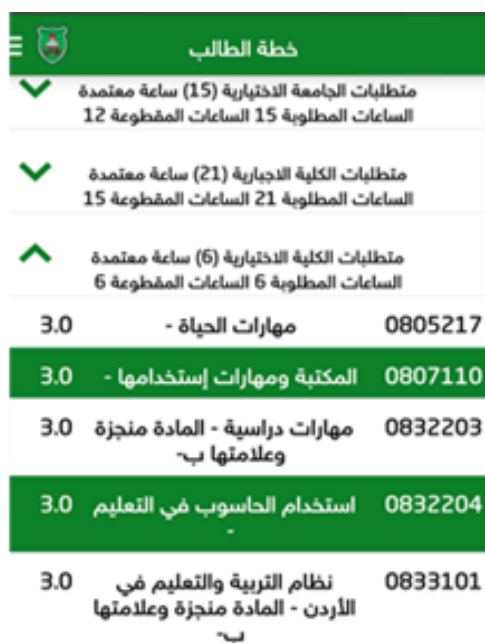 خطة الطالب
متطلبات الجامعة الاختيارية (15) ساعة معتمدة
الساعات المطلوبة 15 الساعات المقطوعة 12
متطلبات الكلية الاجبارية (21) ساعة معتمدة
الساعات المطلوبة 21 الساعات المقطوعة 15
متطلبات الكلية الاختيارية (6) ساعة معتمدة
الساعات المطلوبة 6 الساعات المقطوعة 6
0805217 مهارات الحياة - 3.0
0807110 المكتبة ومهارات إستخدامها - 3.0
0832203 مهارات دراسية - المادة منجزة 3.0
وعلامتها ب-
0832204 استخدام الحاسوب في التعليم 3.0
-
0833101 نظام التربية والتعليم في 3.0
الأردن - المادة منجزة وعلامتها
ب-